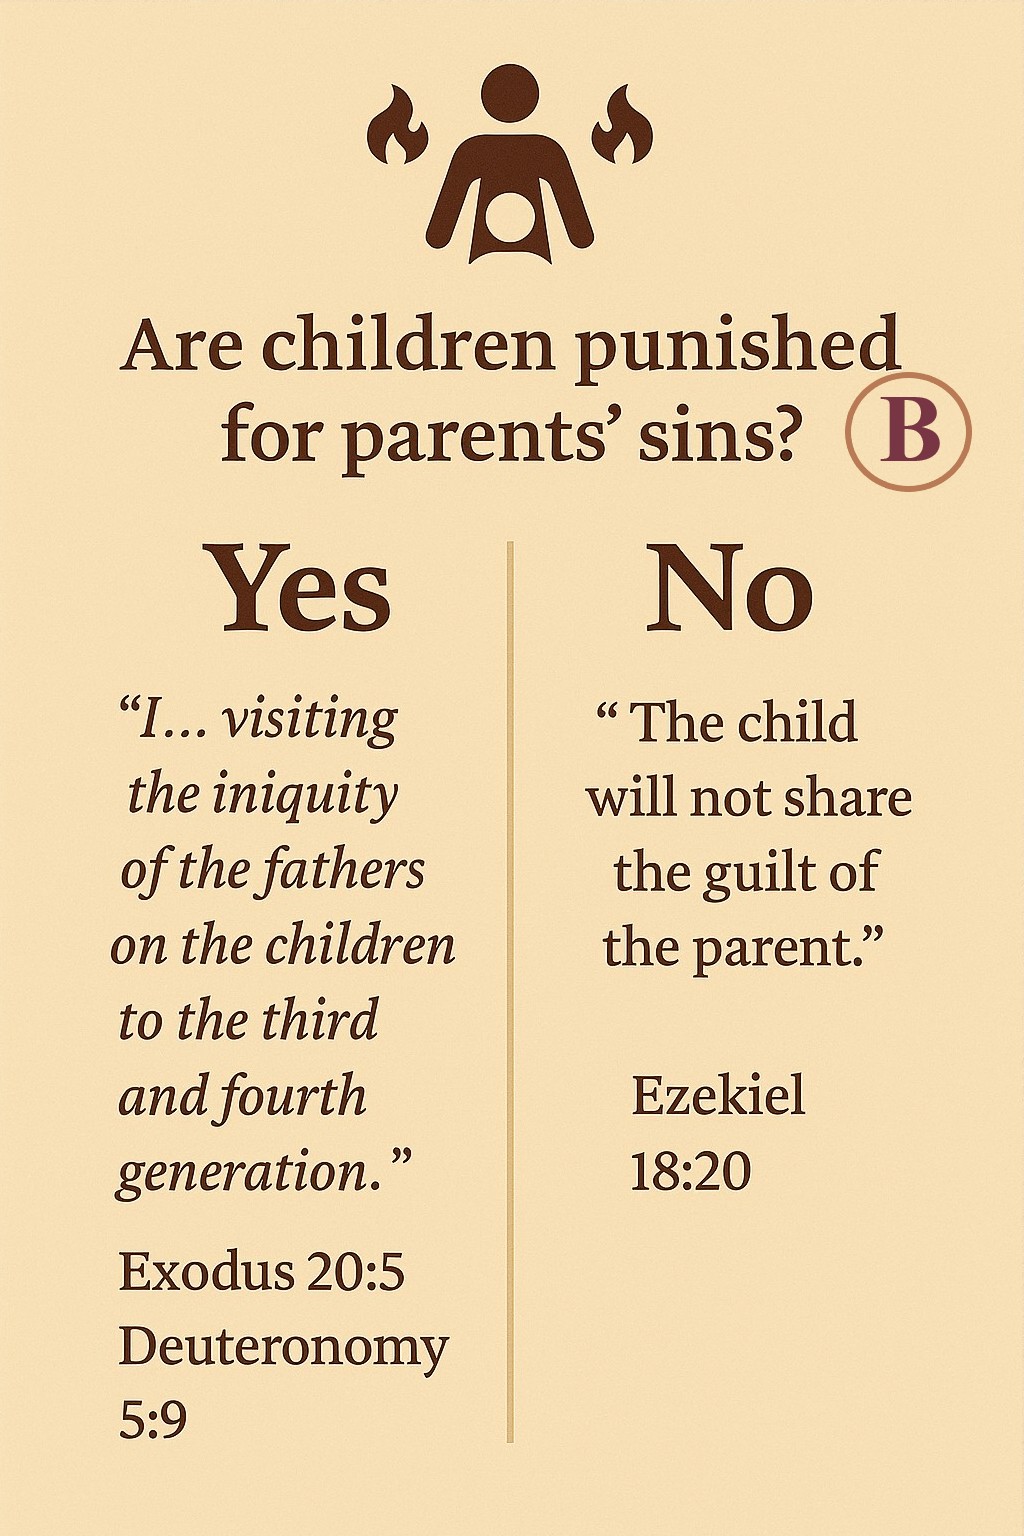 Are children punished
for parents’ sins?
B
Yes
“I... visiting
the iniquity
of the fathers
on the children
to the third
and fourth
generation.”
Exodus 20:5
Deuteronomy
5:9
No
“ The child
will not share
the guilt of
the parent.”
Ezekiel
18:20